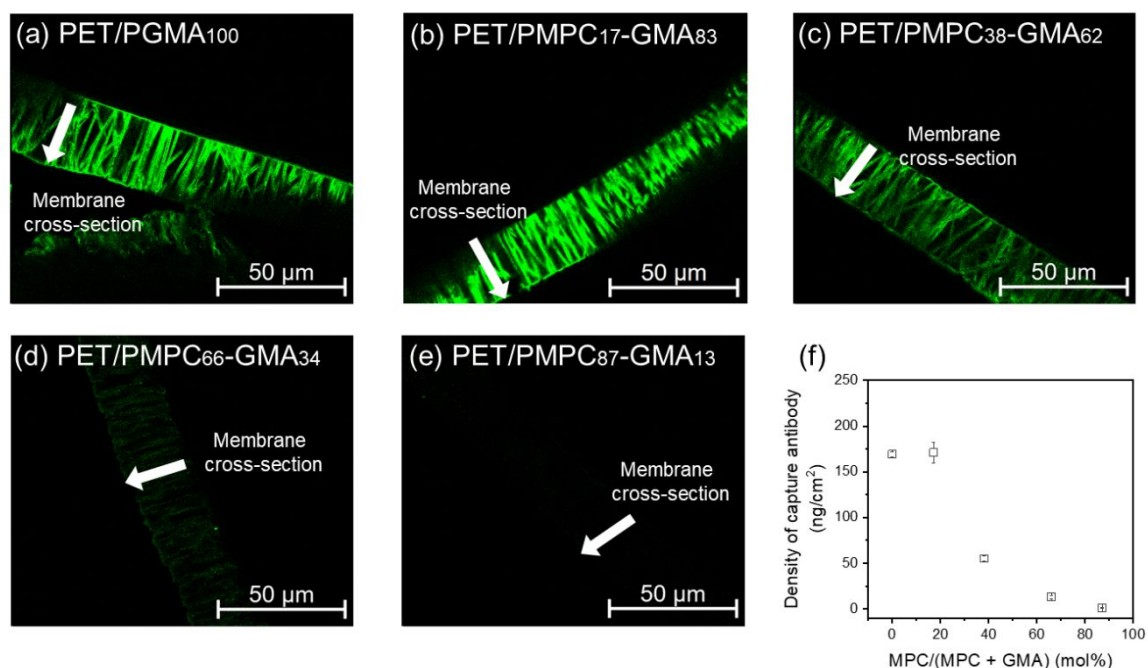 (a) PET/PGMA100
Membrane
cross-section
50 µm
(b) PET/PMPC17-GMA83
Membrane
cross-section
50 µm
(c) PET/PMPC38-GMA62
Membrane
cross-section
50 µm
(d) PET/PMPC66-GMA34
Membrane
cross-section
50 µm
(e) PET/PMPC87-GMA13
Membrane
cross-section
50 µm
(f)
Density of capture antibody
(ng/cm²)
250
200
150
100
50
0
0 20 40 60 80 100
MPC/(MPC + GMA) (mol%)